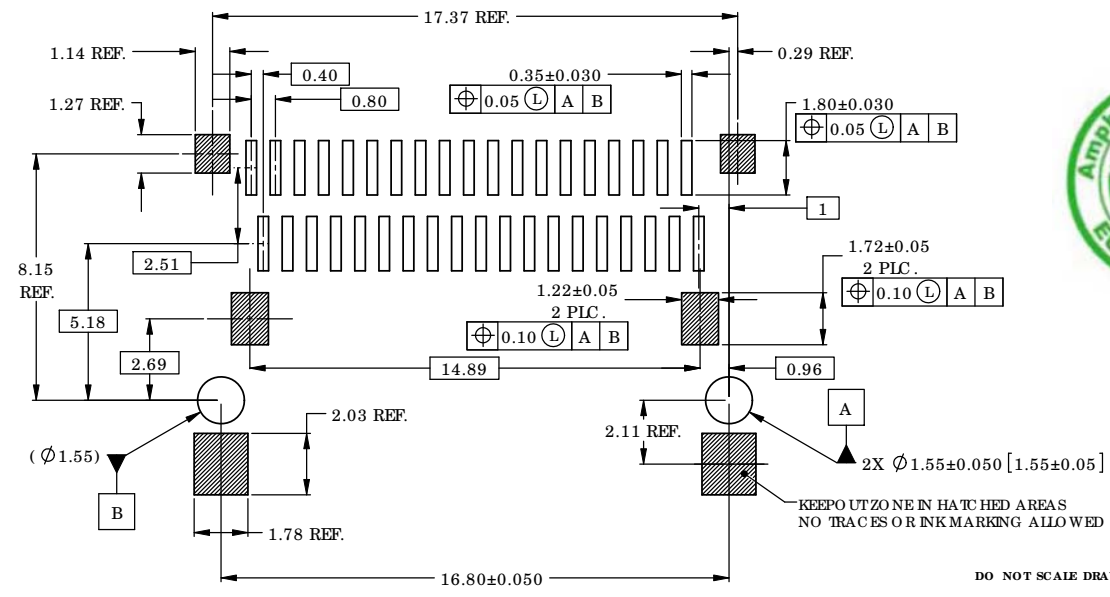 17.37 REF.
1.14 REF.
0.29 REF.
0.40
0.35±0.030
0.80
⌖ 0.05 Ⓛ A B
1.27 REF.
1.80±0.030
⌖ 0.05 Ⓛ A B
1
2.51
8.15
REF.
1.72±0.05
2 PLC.
⌖ 0.10 Ⓛ A B
1.22±0.05
2 PLC.
⌖ 0.10 Ⓛ A B
5.18
2.69
14.89
0.96
A
2.03 REF.
2.11 REF.
(Ø1.55)
2X Ø1.55±0.050 [1.55±0.05]
B
KEEPOUT ZONE IN HATCHED AREAS
NO TRACES OR INK MARKING ALLOWED
1.78 REF.
16.80±0.050
DO NOT SCALE DRA